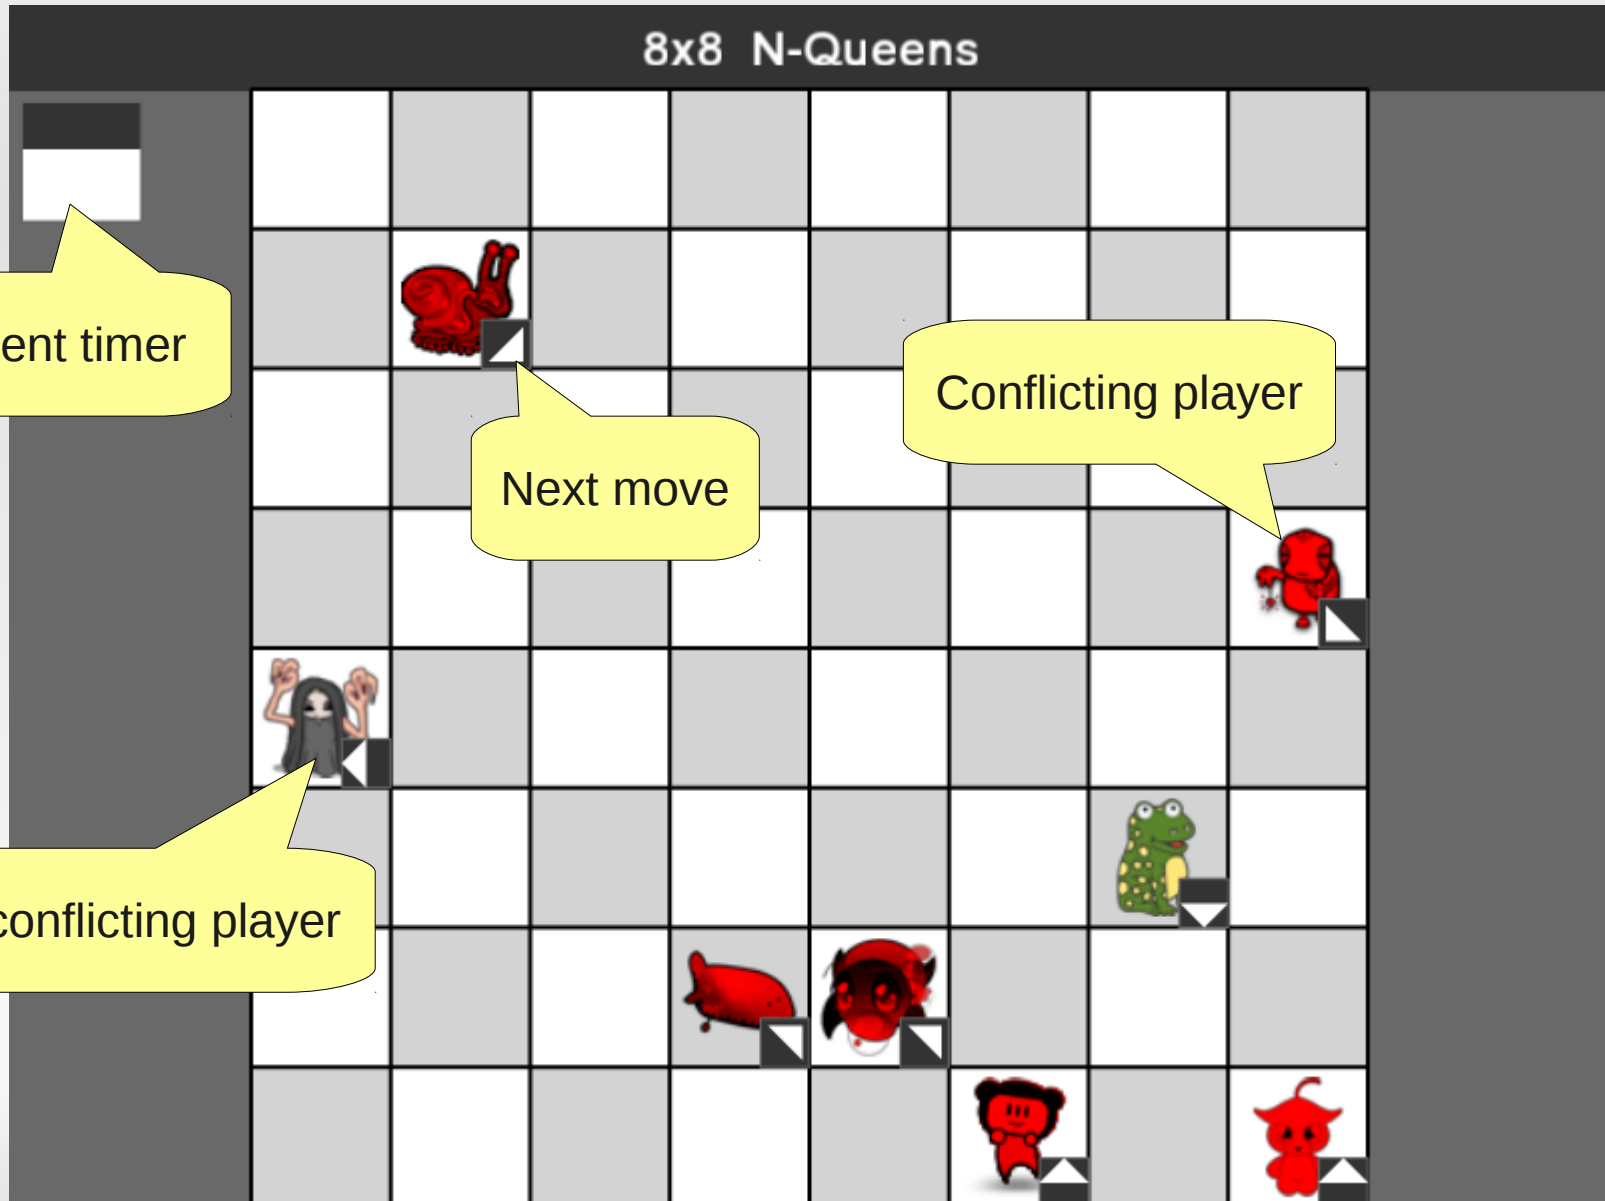 8x8 N-Queens
ent timer
Conflicting player
Next move
conflicting player